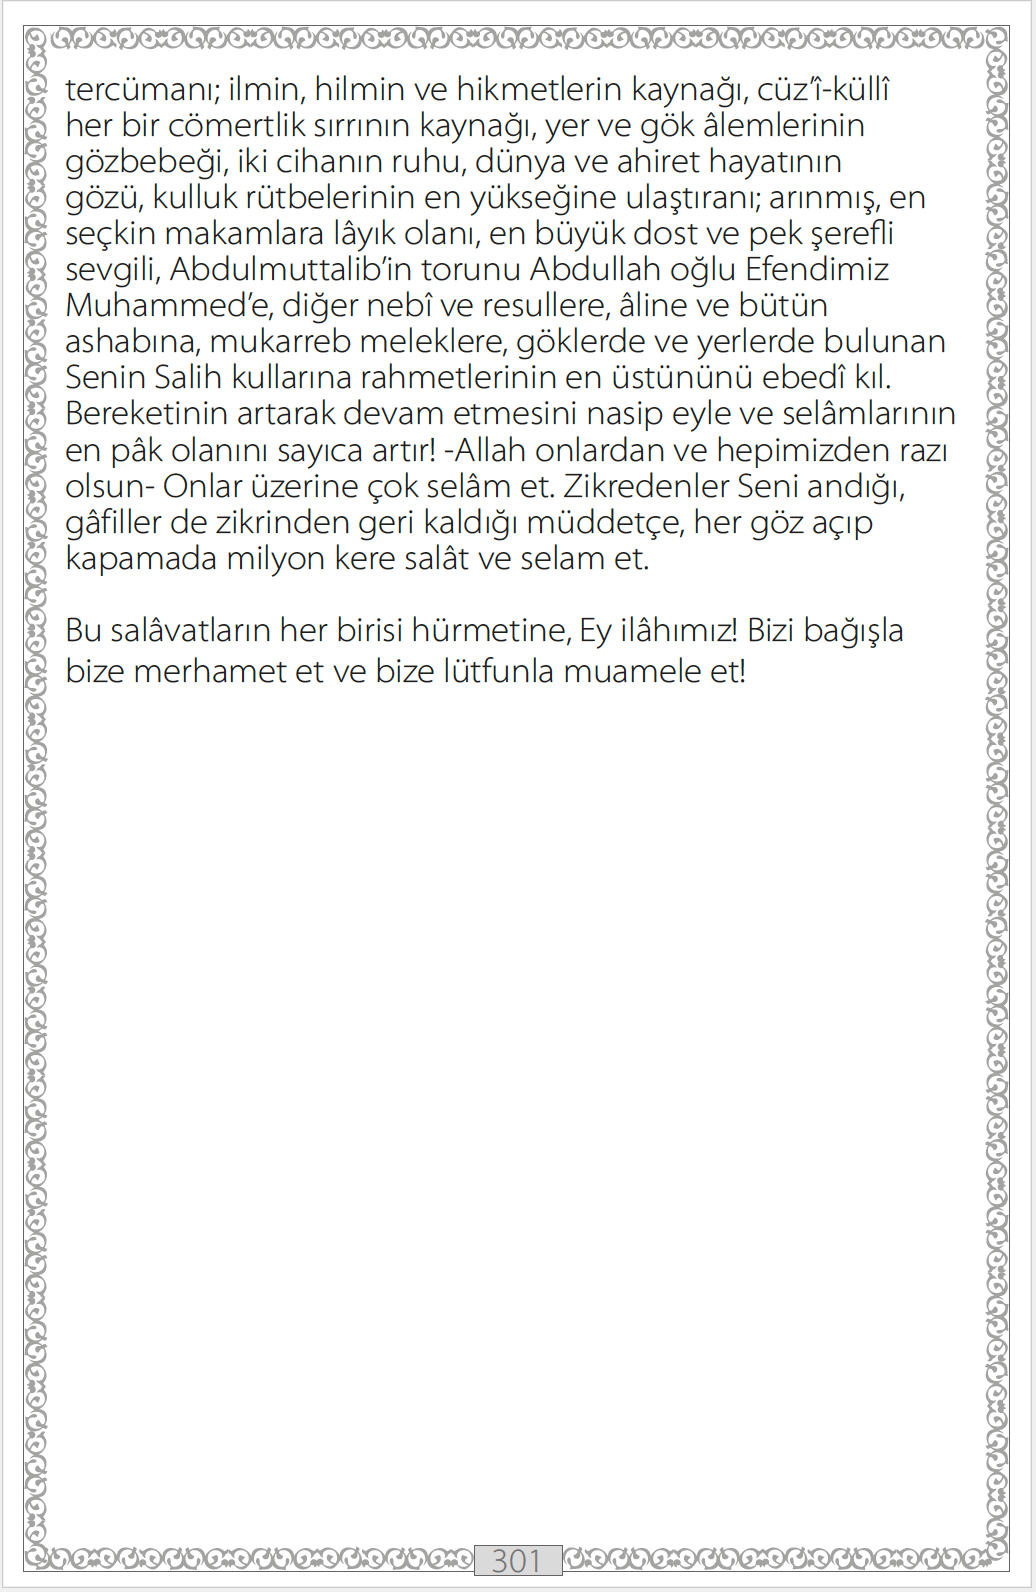 tercümanı; ilmin, hilmin ve hikmetlerin kaynağı, cüz’î-küllî
her bir cömertlik sırrının kaynağı, yer ve gök âlemlerinin
gözbebeği, iki cihanın ruhu, dünya ve ahiret hayatının
gözü, kulluk rütbelerinin en yükseğine ulaştıranı; arınmış, en
seçkin makamlara lâyık olanı, en büyük dost ve pek şerefli
sevgili, Abdulmuttalib’in torunu Abdullah oğlu Efendimiz
Muhammed’e, diğer nebî ve resullere, âline ve bütün
ashabına, mukarreb meleklere, göklerde ve yerlerde bulunan
Senin Salih kullarına rahmetlerinin en üstününü ebedî kıl.
Bereketinin artarak devam etmesini nasip eyle ve selâmlarının
en pâk olanını sayıca artır! -Allah onlardan ve hepimizden razı
olsun- Onlar üzerine çok selâm et. Zikredenler Seni andığı,
gâfiller de zikrinden geri kaldığı müddetçe, her göz açıp
kapamada milyon kere salât ve selam et.
Bu salâvatların her birisi hürmetine, Ey ilâhımız! Bizi bağışla
bize merhamet et ve bize lütfunla muamele et!
301